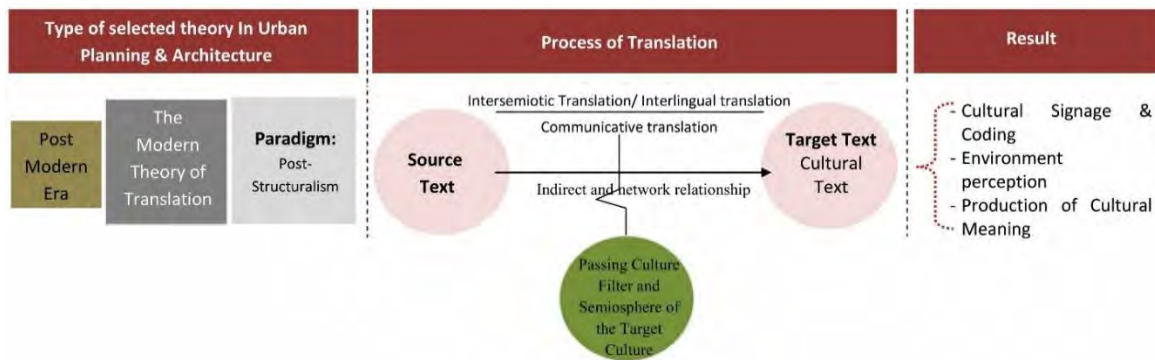 Type of selected theory In Urban
Planning & Architecture
Post
Modern
Era
The
Modern
Theory of
Translation
Paradigm:
Post-
Structuralism
Process of Translation
Intersemiotic Translation/ Interlingual translation
Communicative translation
Source
Text
Indirect and network relationship
Target Text
Cultural
Text
Passing Culture
Filter and
Semiosphere of
the Target
Culture
Result
- Cultural Signage &
Coding
- Environment
perception
- Production of Cultural
Meaning